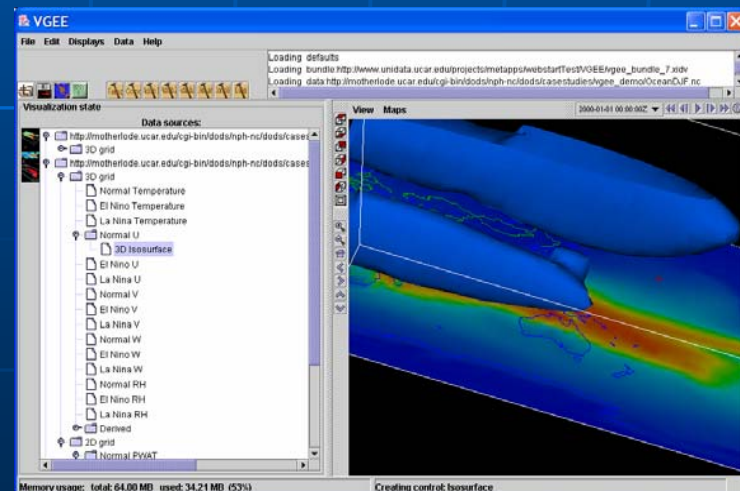 VGEE
File Edit Displays Data Help
Loading defaults
Loading bundle:http://www.unidata.ucar.edu/projects/metapps/webstartTest/VGEE/vgee_bundle_7.xidv
Loading data:http://motherlode.ucar.edu/cgi-bin/dods/nph-nc/dods/casestudies/vgee_demo/OceanDJF.nc
Visualization state
Data sources:
http://motherlode.ucar.edu/cgi-bin/dods/nph-nc/dods/cases
3D grid
http://motherlode.ucar.edu/cgi-bin/dods/nph-nc/dods/cases
3D grid
Normal Temperature
El Nino Temperature
La Nina Temperature
Normal U
3D Isosurface
El Nino U
La Nina U
Normal V
El Nino V
La Nina V
Normal W
El Nino W
La Nina W
Normal RH
El Nino RH
La Nina RH
Derived
2D grid
Normal PWAT
View Maps
2000-01-01 00:00:00Z
Memory usage: total: 64.00 MB used: 34.21 MB (53%)
Creating control: Isosurface